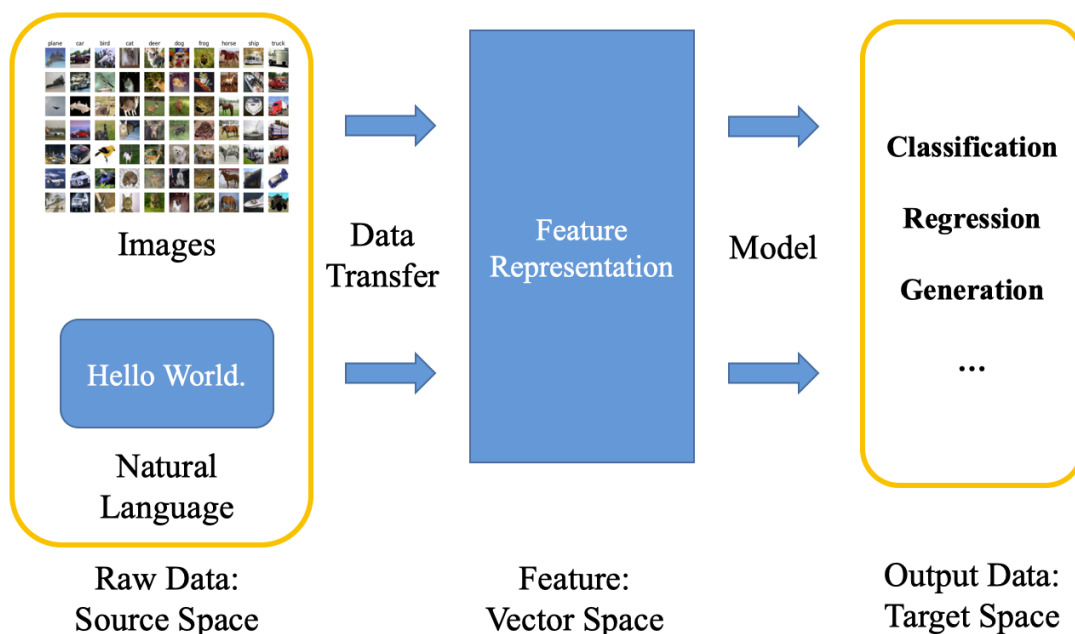 plane car bird cat deer dog frog horse ship truck
Images
Hello World.
Natural
Language
Raw Data:
Source Space
Data
Transfer
Feature
Representation
Feature:
Vector Space
Model
Classification
Regression
Generation
...
Output Data:
Target Space